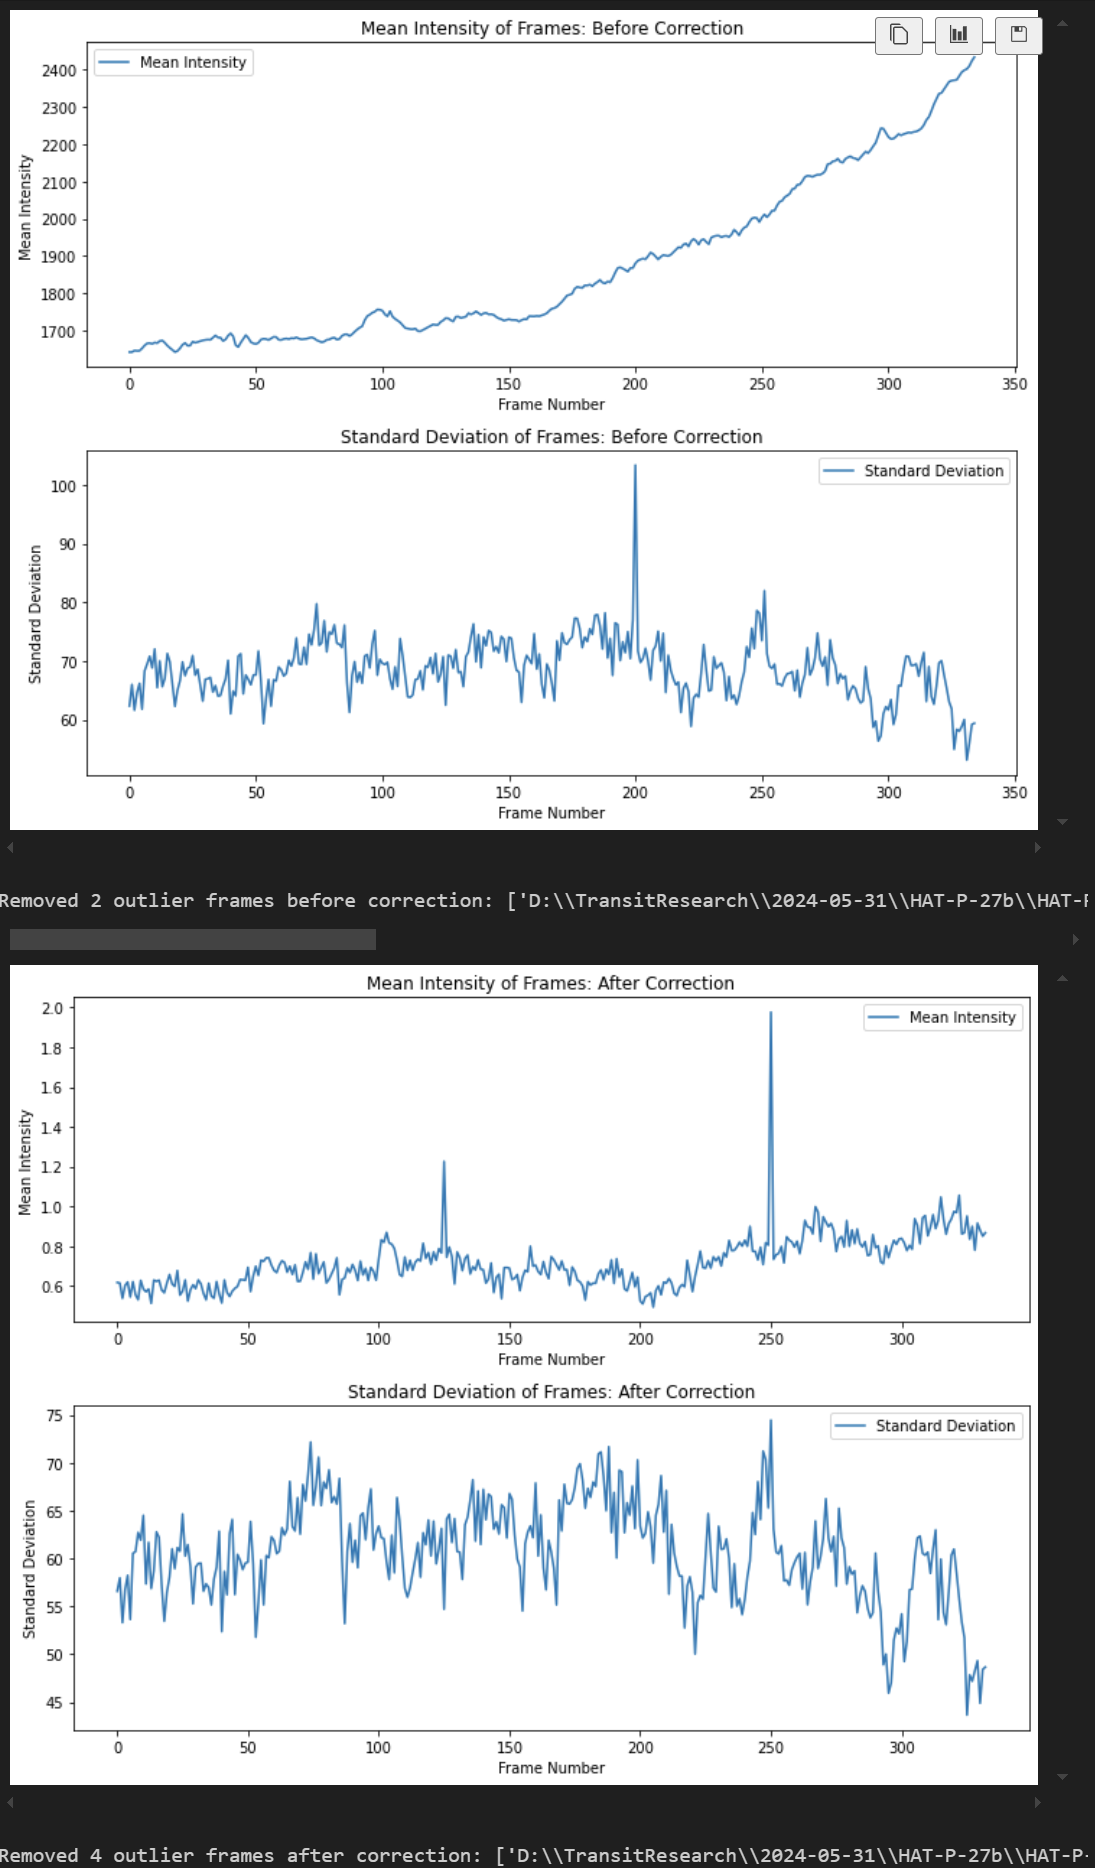 Mean Intensity of Frames: Before Correction
Mean Intensity
2400
2300
2200
2100
2000
1900
1800
1700
Mean Intensity
0 50 100 150 200 250 300 350
Frame Number
Standard Deviation of Frames: Before Correction
Standard Deviation
100
90
80
70
60
Standard Deviation
0 50 100 150 200 250 300 350
Frame Number
Removed 2 outlier frames before correction: ['D:\\TransitResearch\\2024-05-31\\HAT-P-27b\\HAT-P
Mean Intensity of Frames: After Correction
Mean Intensity
2.0
1.8
1.6
1.4
1.2
1.0
0.8
0.6
Mean Intensity
0 50 100 150 200 250 300
Frame Number
Standard Deviation of Frames: After Correction
Standard Deviation
75
70
65
60
55
50
45
Standard Deviation
0 50 100 150 200 250 300
Frame Number
Removed 4 outlier frames after correction: ['D:\\TransitResearch\\2024-05-31\\HAT-P-27b\\HAT-P-